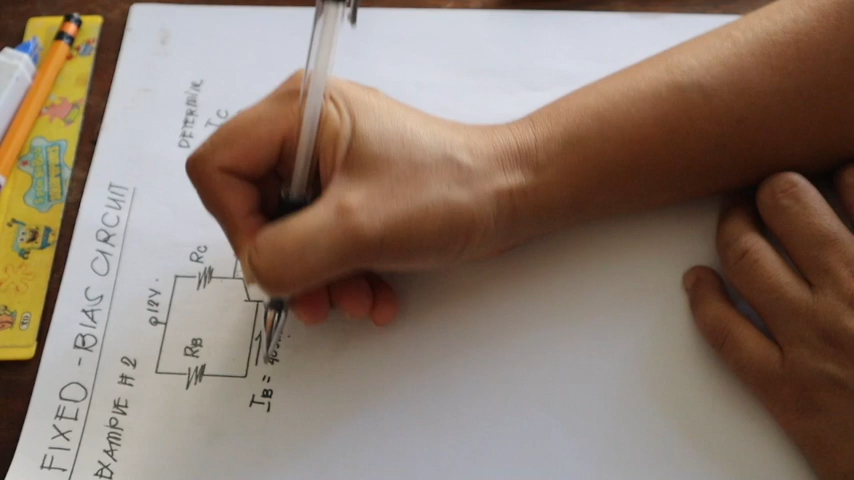 FIXED-BIAS CIRCUIT
EXAMPLE # 2
DETERMINE
IC
12V.
RB
RC
IB =